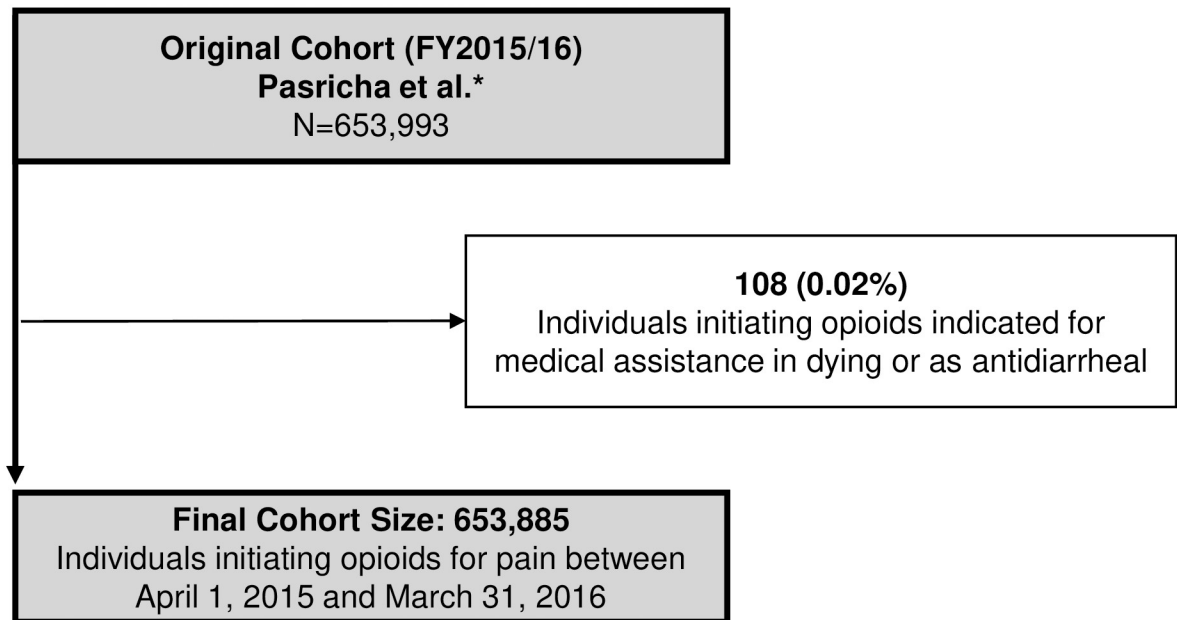 Original Cohort (FY2015/16)
Pasricha et al.*
N=653,993
108 (0.02%)
Individuals initiating opioids indicated for
medical assistance in dying or as antidiarrheal
Final Cohort Size: 653,885
Individuals initiating opioids for pain between
April 1, 2015 and March 31, 2016